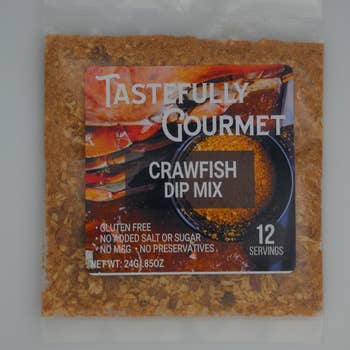 TASTEFULLY
GOURMET
CRAWFISH
DIP MIX
• GLUTEN FREE
• NO ADDED SALT OR SUGAR
• NO MSG • NO PRESERVATIVES
NET WT: 24G|.85OZ
12
SERVINGS